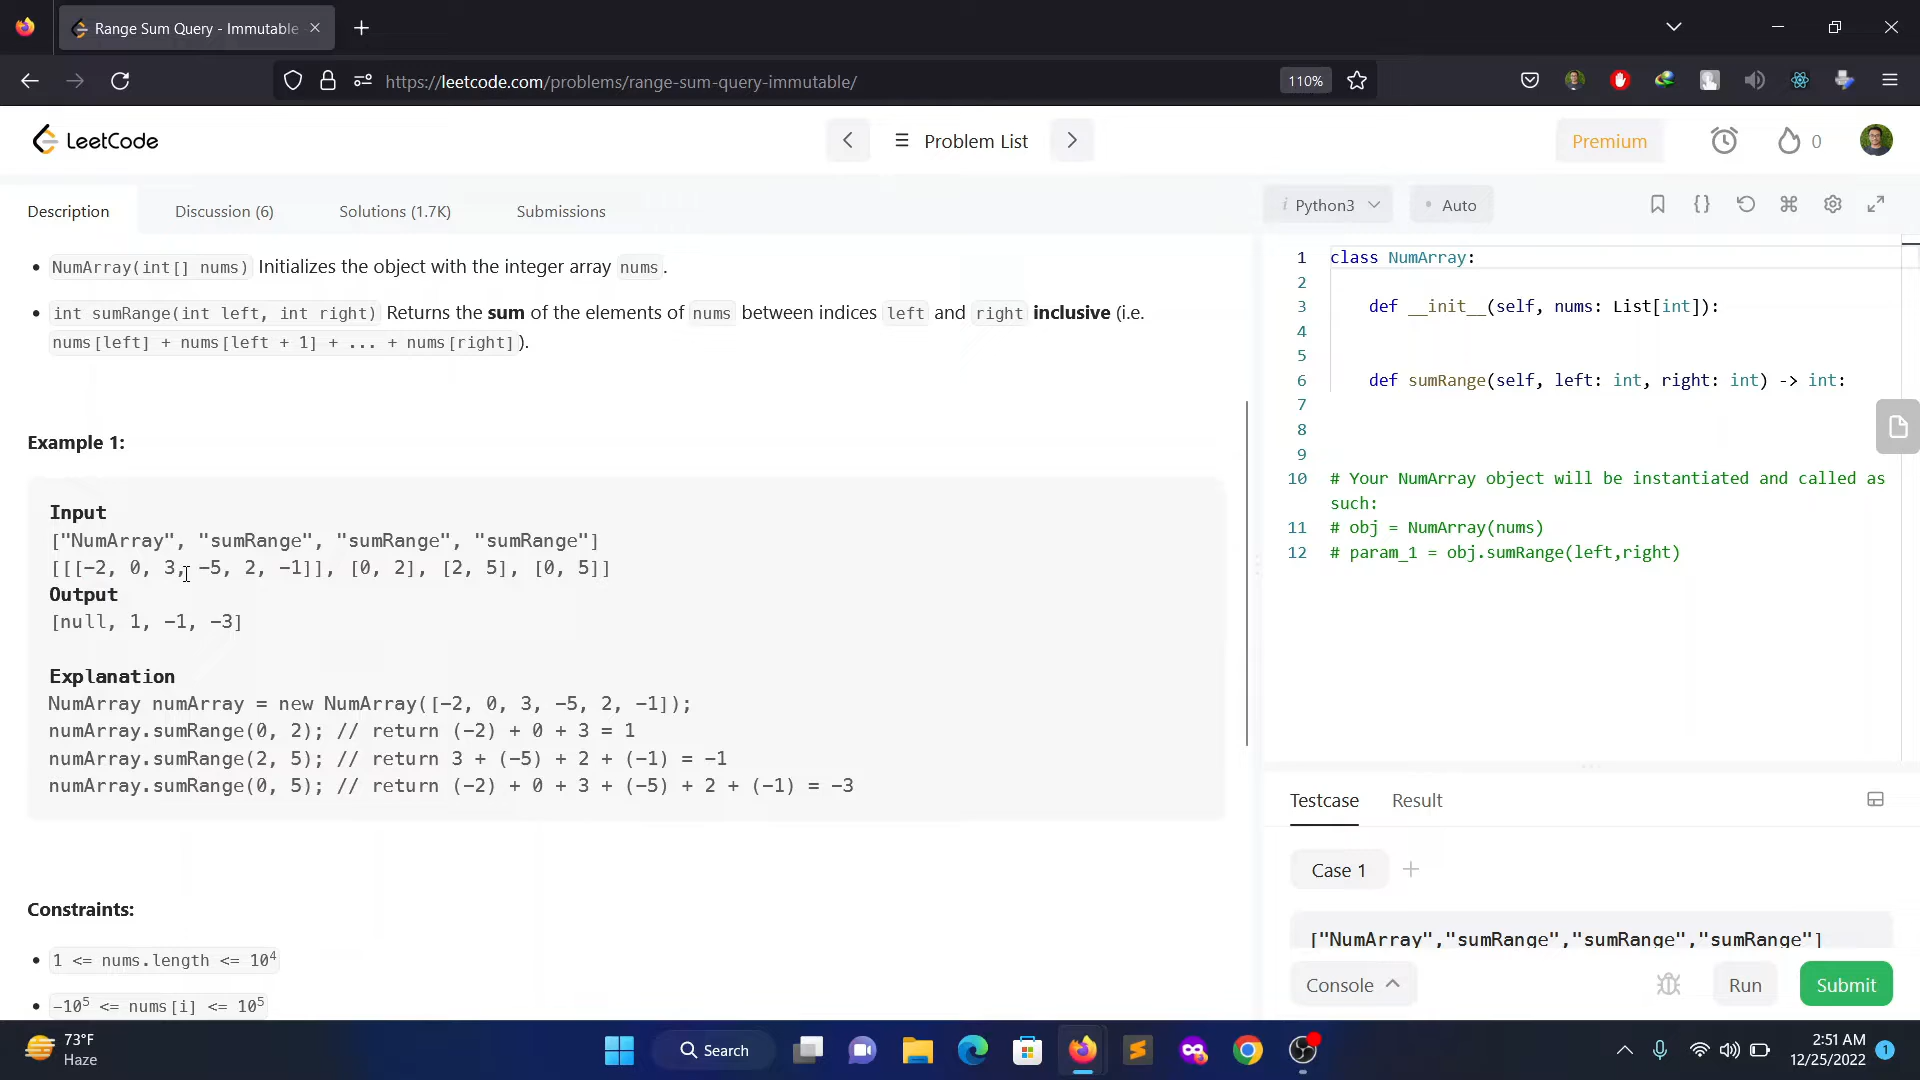 Range Sum Query - Immutable
https://leetcode.com/problems/range-sum-query-immutable/
110%
LeetCode
Problem List
Premium
0
Description
Discussion (6)
Solutions (1.7K)
Submissions
NumArray(int[] nums) Initializes the object with the integer array nums.
int sumRange(int left, int right) Returns the sum of the elements of nums between indices left and right inclusive (i.e.
nums[left] + nums[left + 1] + ... + nums[right]).
Example 1:
Input
["NumArray", "sumRange", "sumRange", "sumRange"]
[[[-2, 0, 3, -5, 2, -1]], [0, 2], [2, 5], [0, 5]]
Output
[null, 1, -1, -3]
Explanation
NumArray numArray = new NumArray([-2, 0, 3, -5, 2, -1]);
numArray.sumRange(0, 2); // return (-2) + 0 + 3 = 1
numArray.sumRange(2, 5); // return 3 + (-5) + 2 + (-1) = -1
numArray.sumRange(0, 5); // return (-2) + 0 + 3 + (-5) + 2 + (-1) = -3
Constraints:
1 <= nums.length <= 10⁴
-10⁵ <= nums[i] <= 10⁵
i Python3
Auto
1 class NumArray:
2
3 def __init__(self, nums: List[int]):
4
5
6 def sumRange(self, left: int, right: int) -> int:
7
8
9
10 # Your NumArray object will be instantiated and called as
such:
11 # obj = NumArray(nums)
12 # param_1 = obj.sumRange(left,right)
Testcase
Result
Case 1
["NumArray","sumRange","sumRange","sumRange"]
Console
Run
Submit
73°F
Haze
Search
2:51 AM
12/25/2022
1